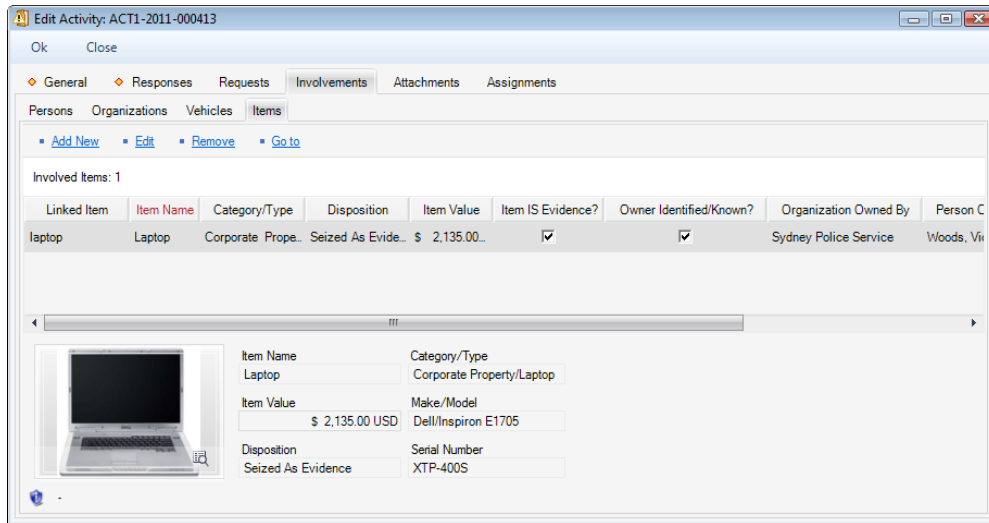 Edit Activity: ACT1-2011-000413
Ok Close
General Responses Requests Involvements Attachments Assignments
Persons Organizations Vehicles Items
Add New Edit Remove Go to
Involved Items: 1
Linked Item Item Name Category/Type Disposition Item Value Item IS Evidence? Owner Identified/Known? Organization Owned By Person O
laptop Laptop Corporate Prope... Seized As Evide... $ 2,135.00... Sydney Police Service Woods, Vic
Item Name Category/Type
Laptop Corporate Property/Laptop
Item Value Make/Model
$ 2,135.00 USD Dell/Inspiron E1705
Disposition Serial Number
Seized As Evidence XTP-400S
-